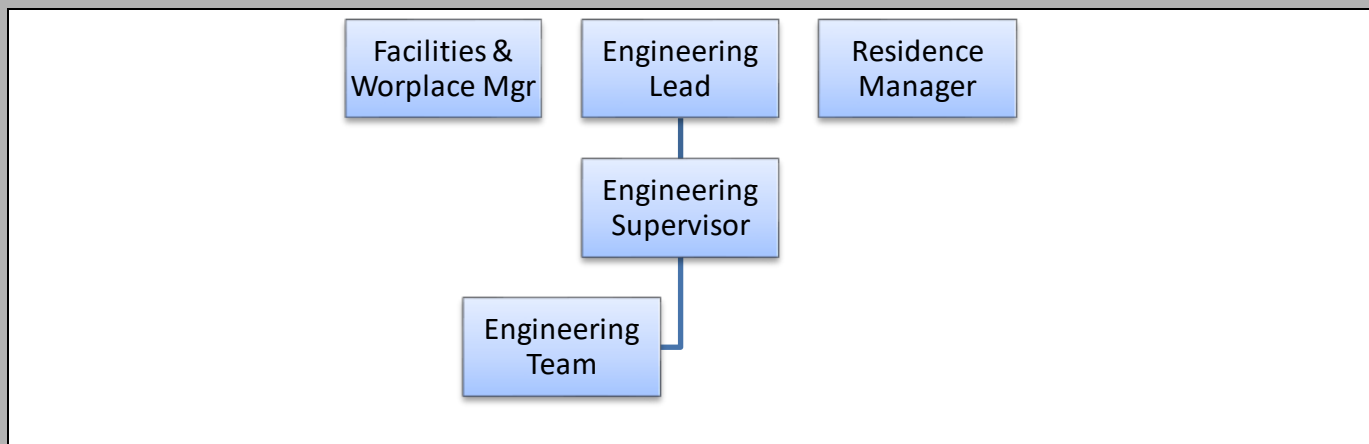 Facilities &
Worplace Mgr
Engineering
Lead
Residence
Manager
Engineering
Supervisor
Engineering
Team